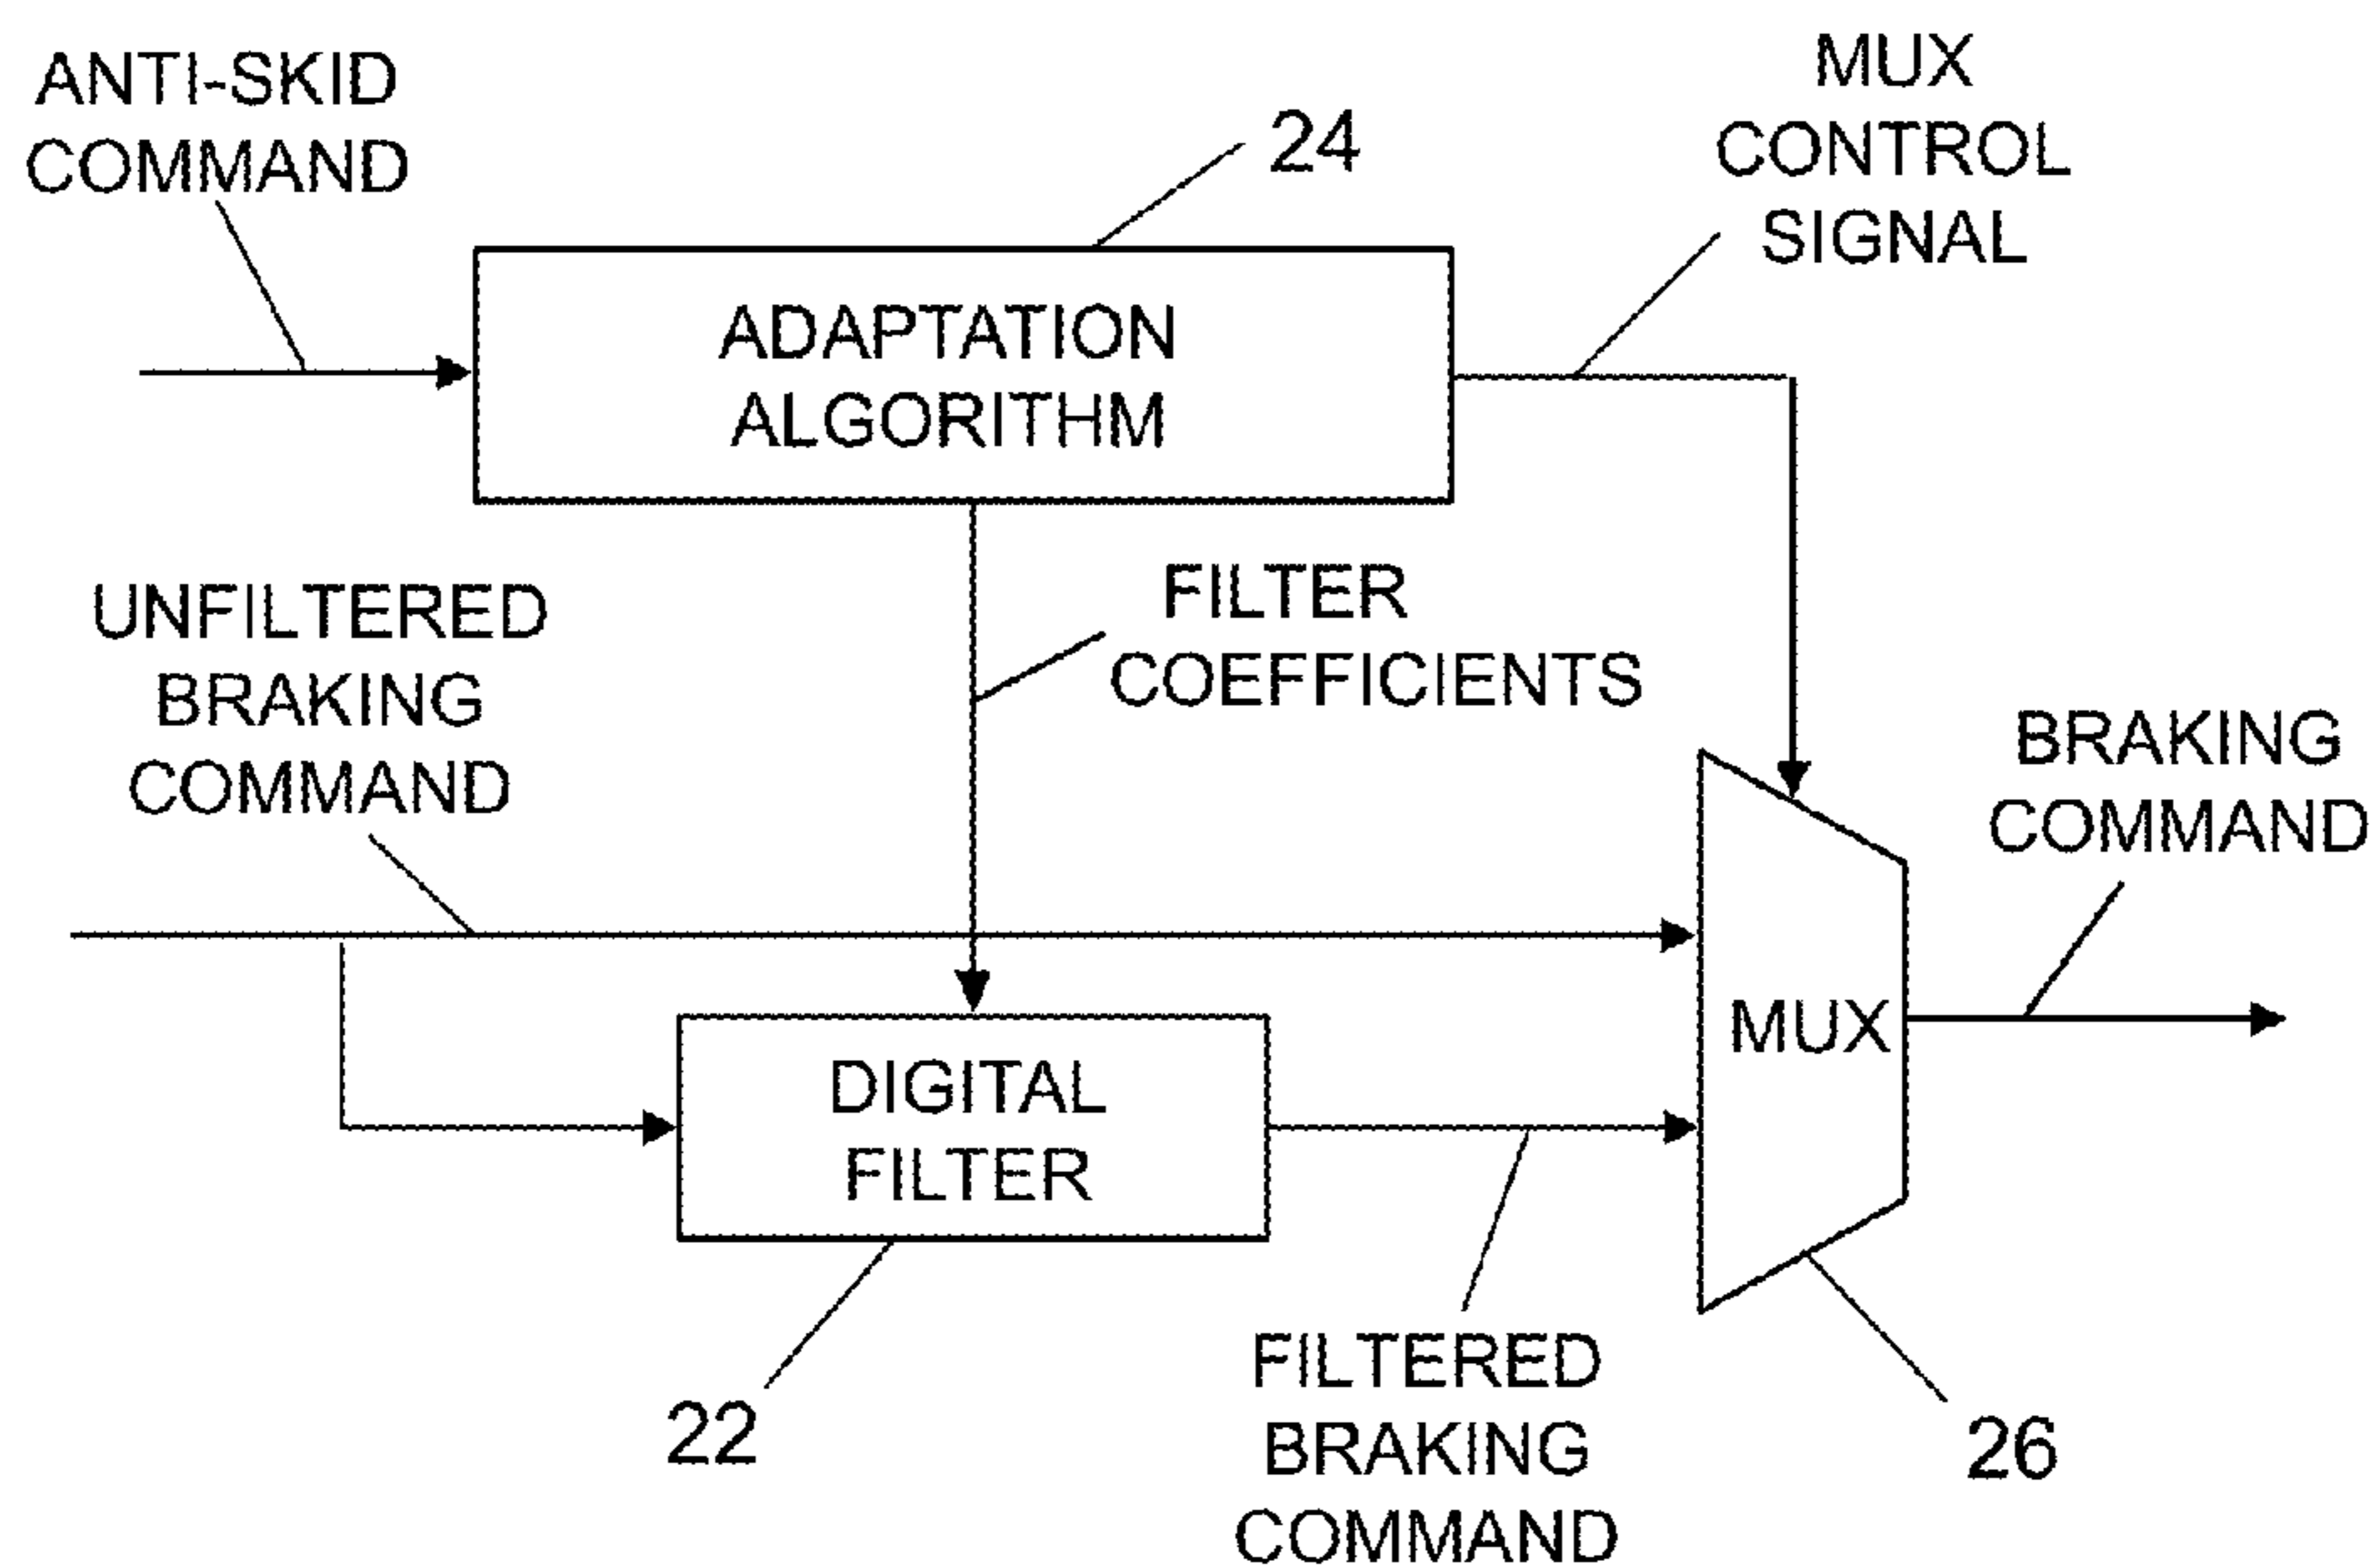 ANTI-SKID
COMMAND
24
MUX
CONTROL
SIGNAL
ADAPTATION
ALGORITHM
UNFILTERED
BRAKING
COMMAND
FILTER
COEFFICIENTS
BRAKING
COMMAND
MUX
DIGITAL
FILTER
22
FILTERED
BRAKING
COMMAND
26